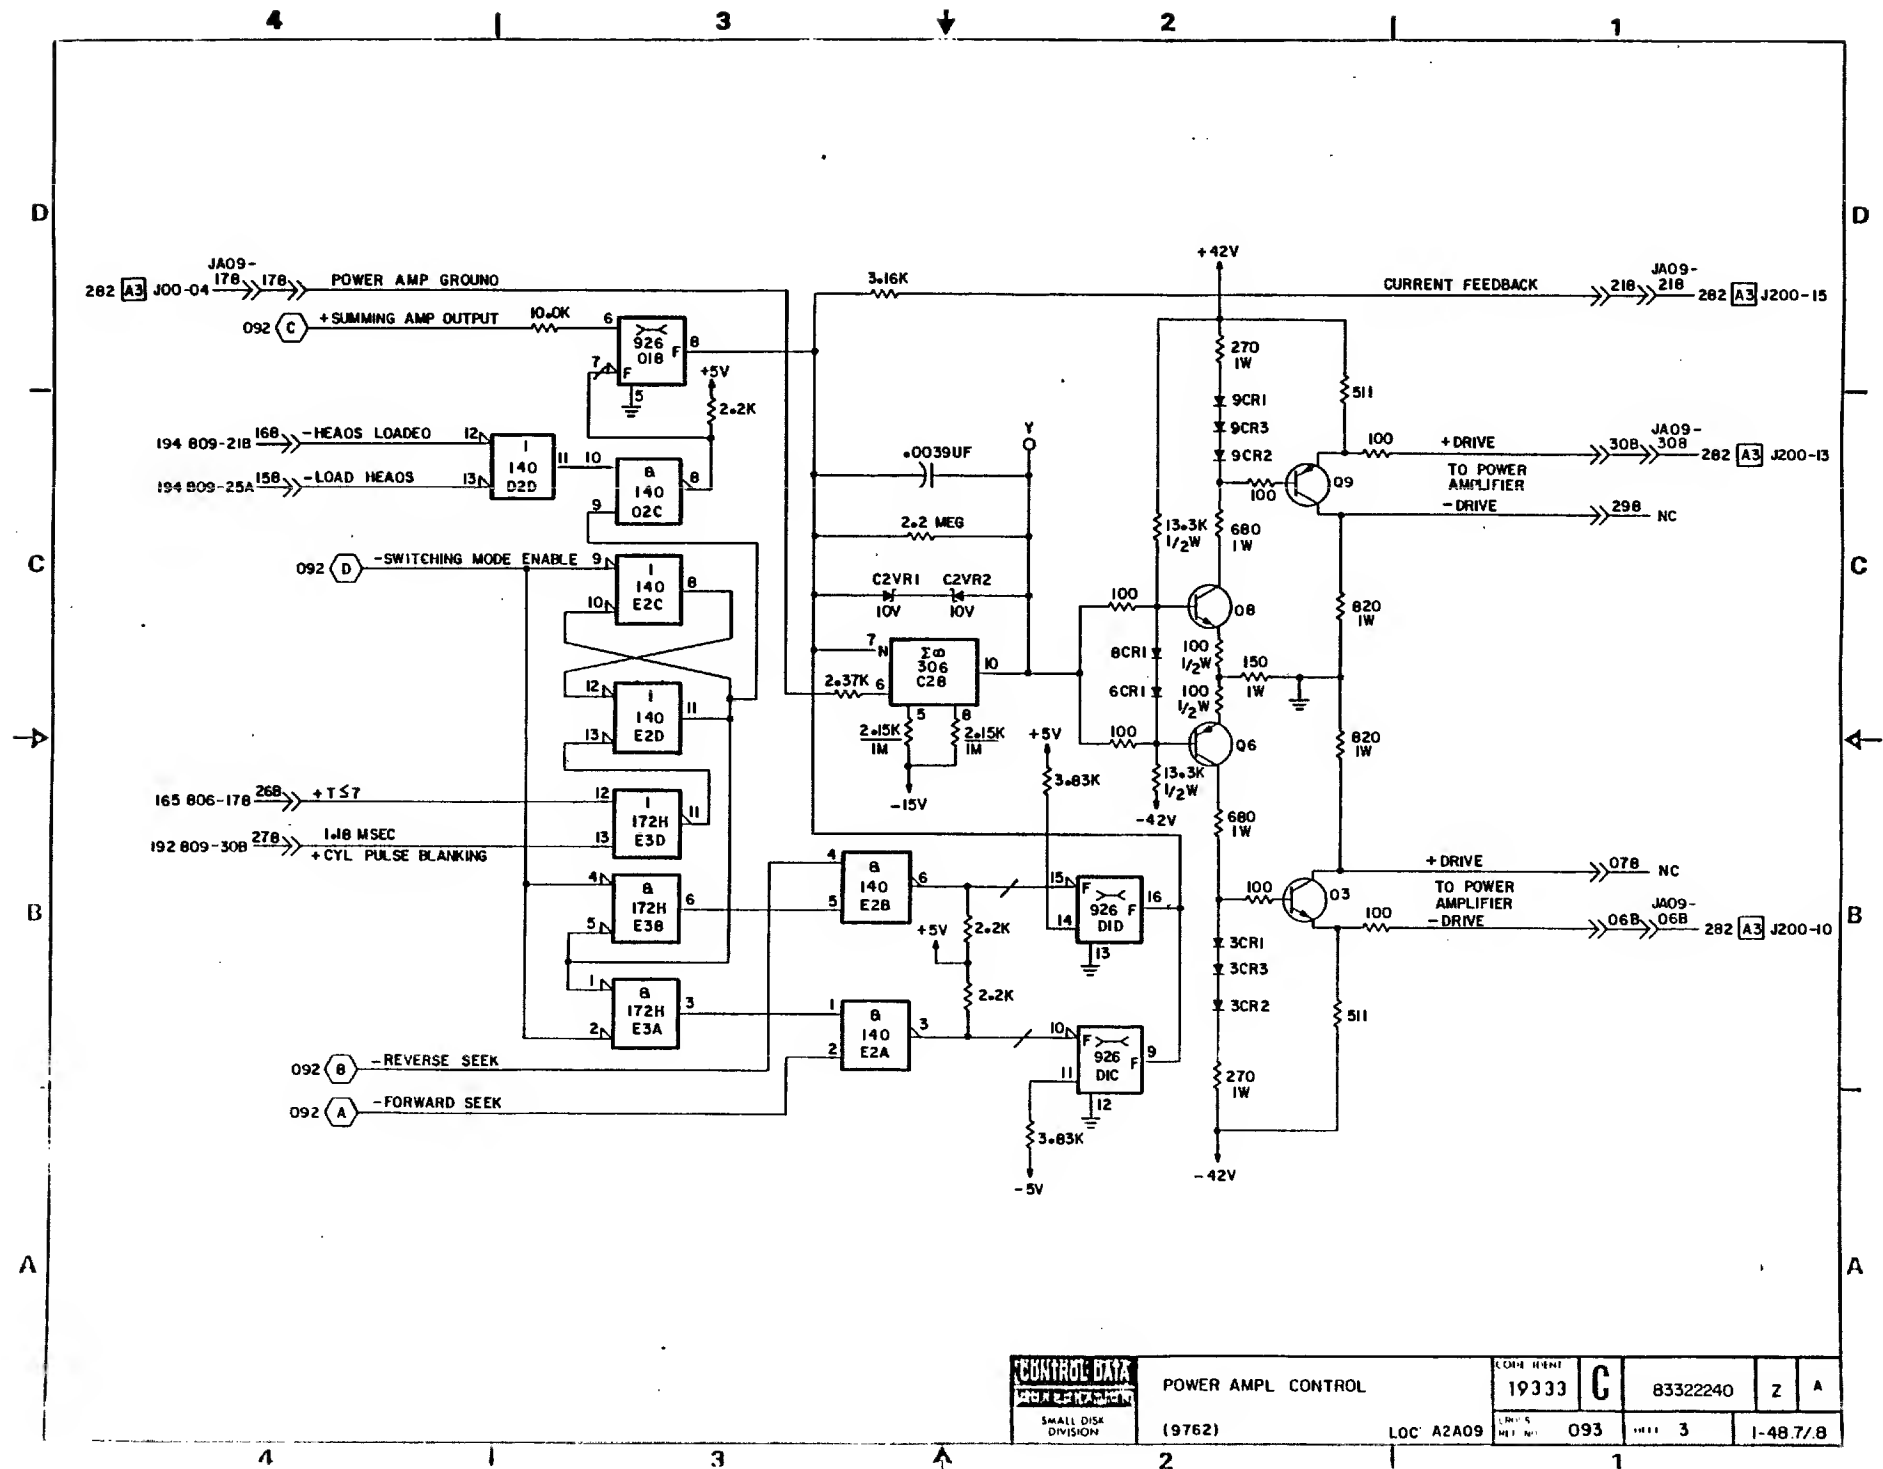 4 3 2 1
D D
C C
B B
A A
JA09-
282 A3 J00-04 178 178 POWER AMP GROUND
092 C +SUMMING AMP OUTPUT 10.0K 6
926
018 F 8
7 F
5
+5V
2.2K
194 809-21B 168 -HEAOS LOADEO 12
194 809-25A 158 -LOAD HEAOS 13
1
140
D2D
11 10
&
140
02C
8
9
092 D -SWITCHING MODE ENABLE 9
1
140
E2C
8
10
12
1
140
E2D
11
13
165 806-178 268 +T≤7 12
1
172H
E3D
11
192 809-30B 278 1.18 MSEC
+CYL PULSE BLANKING 13
4
&
172H
E3B
6
5
1
&
172H
E3A
3
2
092 B -REVERSE SEEK
092 A -FORWARD SEEK
4
&
140
E2B
6
5
1
&
140
E2A
3
2
+5V
2.2K
2.2K
3.16K
.0039UF
Y
2.2 MEG
C2VR1 C2VR2
10V 10V
7 N
Σ∞
306
C2B
10
2.37K 6
5 8
2.15K
1M
2.15K
1M
-15V
+5V
3.83K
15 F
926 F
D1D
16
14
13
10 F
926 F
D1C
9
11
12
3.83K
-5V
+42V
270
1W
9CR1
9CR3
9CR2
511
100
Q9
100
13.3K
1/2W
680
1W
100
Q8
8CR1
6CR1
100
1/2W
100
1/2W
150
1W
820
1W
820
1W
100
Q6
13.3K
1/2W
-42V
680
1W
100
Q3
100
3CR1
3CR3
3CR2
511
270
1W
-42V
CURRENT FEEDBACK 218 JA09-
218 282 A3 J200-15
+DRIVE 30B JA09-
308 282 A3 J200-13
TO POWER
AMPLIFIER
-DRIVE 298 NC
+DRIVE 078 NC
TO POWER
AMPLIFIER
-DRIVE 06B JA09-
06B 282 A3 J200-10
CONTROL DATA
SMALL DISK
DIVISION
POWER AMPL CONTROL
(9762) LOC A2A09
CODE IDENT
19333 C 83322240 Z A
093 3 1-48.7/.8
4 3 2 1